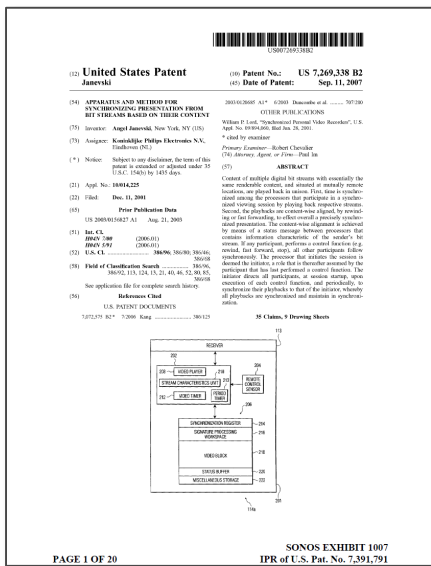 US007269338B2
(12) United States Patent
Janevski
(10) Patent No.: US 7,269,338 B2
(45) Date of Patent: Sep. 11, 2007
(54) APPARATUS AND METHOD FOR
SYNCHRONIZING PRESENTATION FROM
BIT STREAMS BASED ON THEIR CONTENT
(75) Inventor: Angel Janevski, New York, NY (US)
(73) Assignee: Koninklijke Philips Electronics N.V.,
Eindhoven (NL)
( * ) Notice: Subject to any disclaimer, the term of this
patent is extended or adjusted under 35
U.S.C. 154(b) by 1435 days.
(21) Appl. No.: 10/014,225
(22) Filed: Dec. 11, 2001
(65) Prior Publication Data
US 2005/0156827 A1 Aug. 21, 2003
(51) Int. Cl.
H04N 7/00 (2006.01)
H04N 5/91 (2006.01)
(52) U.S. Cl. 386/96; 386/80; 386/46;
386/68
(58) Field of Classification Search 386/96,
386/92, 113, 124, 15, 21, 40, 46, 52, 80, 85,
386/68
See application file for complete search history.
(56) References Cited
U.S. PATENT DOCUMENTS
7,072,575 B2 * 7/2006 Kang 386/125
2003/0120685 A1 * 6/2003 Duncombe et al. 707/200
OTHER PUBLICATIONS
William P. Lord, "Synchronized Personal Video Recorders", U.S.
Appl. No. 09/894,060, filed Jun. 28, 2001.
* cited by examiner
Primary Examiner—Robert Chevalier
(74) Attorney, Agent, or Firm—Paul Im
(57) ABSTRACT
Content of multiple digital bit streams with essentially the
same renderable content, and situated at mutually remote
locations, are played back in unison. First, time is synchro-
nized among the processors that participate in a synchro-
nized viewing session by playing back respective streams.
Second, the playbacks are content-wise aligned, by rewind-
ing or fast forwarding, to effect overall a precisely synchro-
nized presentation. The content-wise alignment is achieved
by means of a status message between processors that
contains information characteristic of the sender's bit
stream. If any participant, performs a control function (e.g.
rewind, fast forward, stop), all other participants follow
synchronously. The processor that initiates the session is
deemed the initiator, a role that is thereafter assumed by the
participant that has last performed a control function. The
initiator directs all participants, at session startup, upon
execution of each control function, and periodically, to
synchronize their playbacks to that of the initiator, whereby
all playbacks are synchronized and maintain in synchroni-
zation.
35 Claims, 9 Drawing Sheets
112
RECEIVER
202
208 VIDEO PLAYER 210
STREAM CHARACTERISTICS UNIT
212 VIDEO TIMER
PERIOD TIMER
204
REMOTE CONTROL SENSOR
206
SYNCHRONIZATION REGISTER 214
SIGNATURE PROCESSING WORKSPACE 216
VIDEO BLOCK 218
STATUS BUFFER 220
MISCELLANEOUS STORAGE 222
201
114a
SONOS EXHIBIT 1007
PAGE 1 OF 20 IPR of U.S. Pat. No. 7,391,791